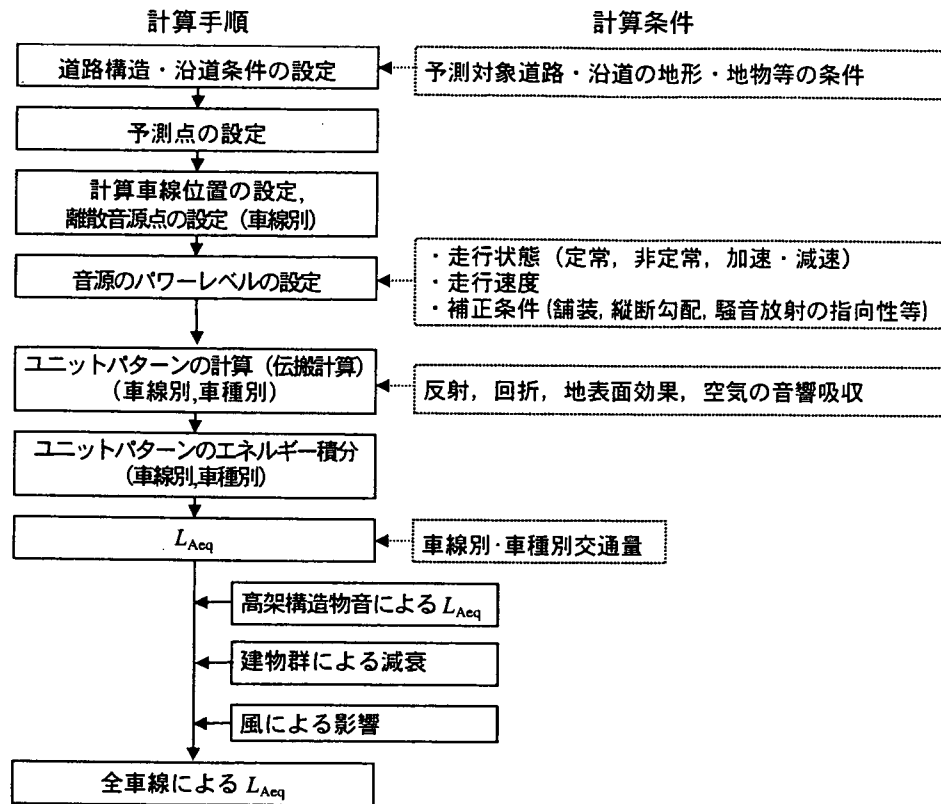 計算手順
計算条件
道路構造・沿道条件の設定
予測対象道路・沿道の地形・地物等の条件
予測点の設定
計算車線位置の設定,
離散音源点の設定（車線別）
音源のパワーレベルの設定
・走行状態（定常，非定常，加速・減速）
・走行速度
・補正条件(舗装,縦断勾配,騒音放射の指向性等)
ユニットパターンの計算（伝搬計算）
（車線別,車種別）
反射，回折，地表面効果，空気の音響吸収
ユニットパターンのエネルギー積分
（車線別,車種別）
LAeq
車線別・車種別交通量
高架構造物音による LAeq
建物群による減衰
風による影響
全車線による LAeq